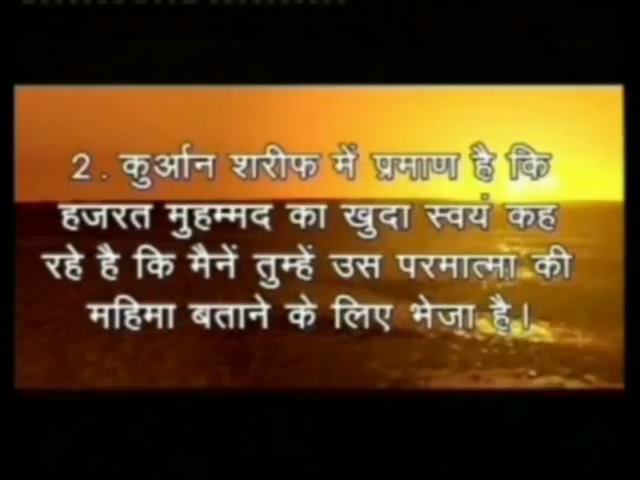 2. कुर्आन शरीफ में प्रमाण है कि
हजरत मुहम्मद का खुदा स्वयं कह
रहे है कि मैनें तुम्हें उस परमात्मा की
महिमा बताने के लिए भेजा है।